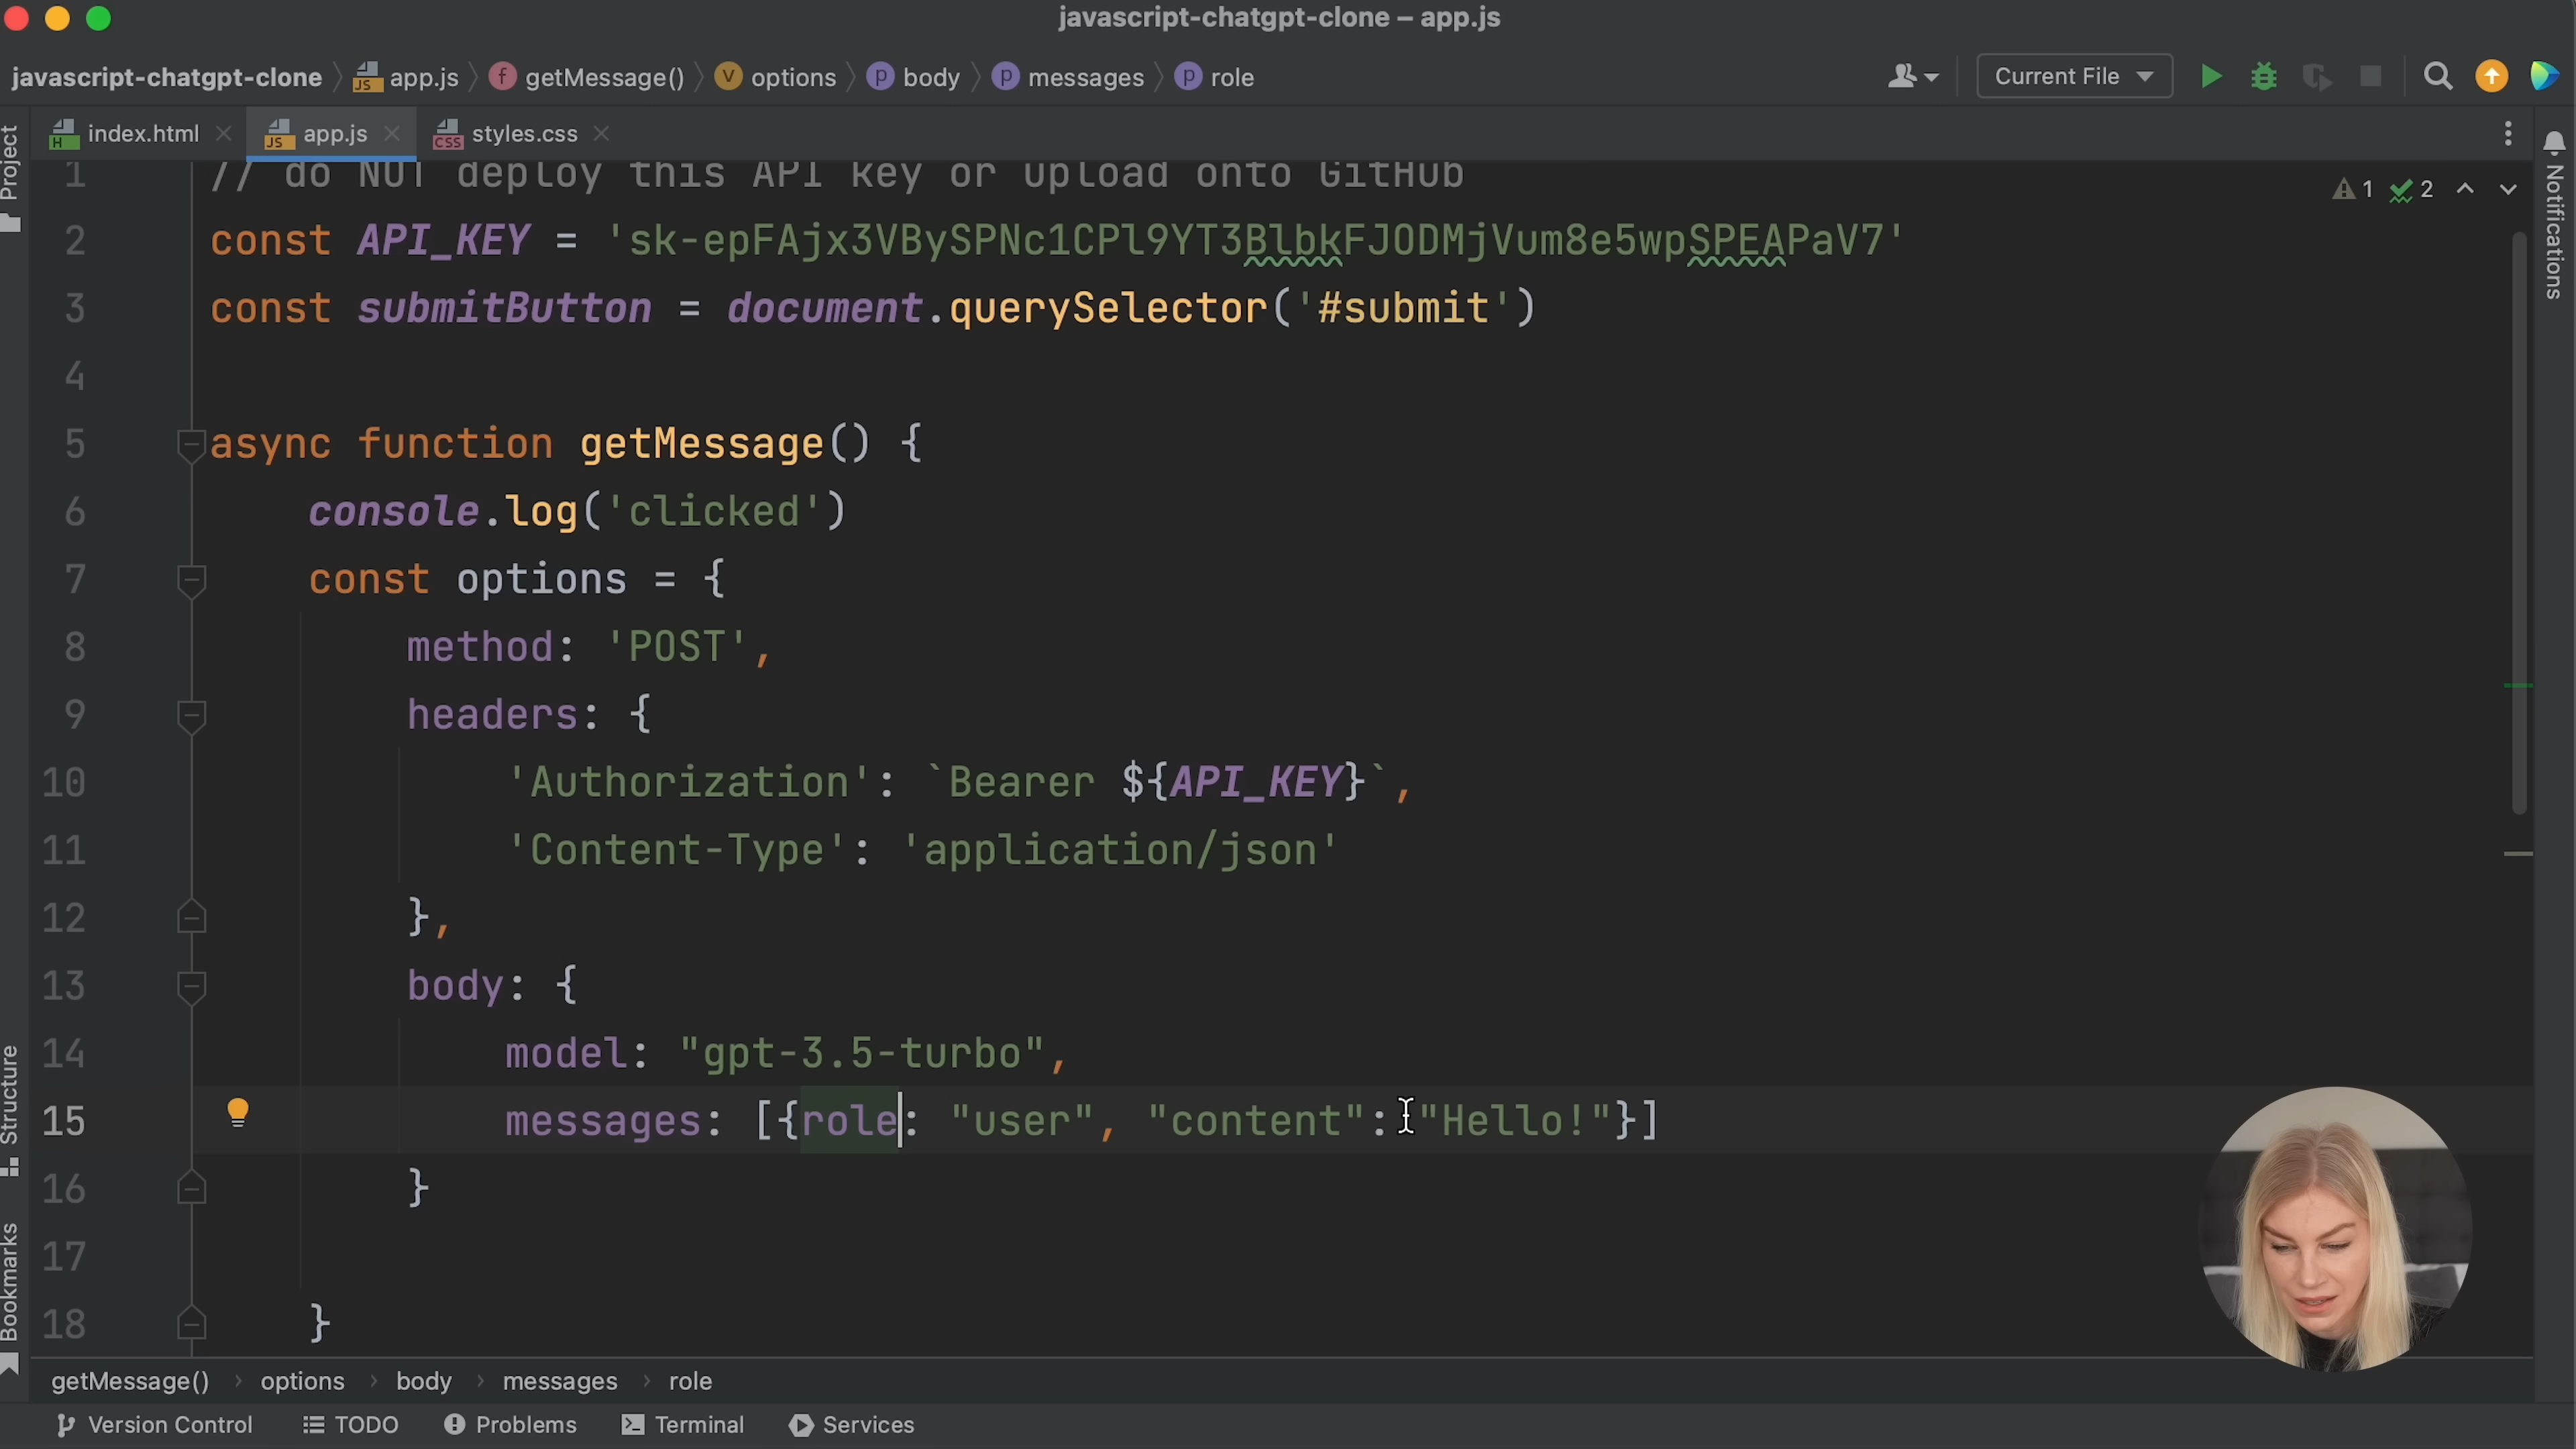 javascript-chatgpt-clone – app.js
javascript-chatgpt-clone app.js getMessage() options body messages role
Current File
index.html app.js styles.css
1 // do NOT deploy this API key or upload onto GitHub
2 const API_KEY = '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'
3 const submitButton = document.querySelector('#submit')
4
5 async function getMessage() {
6 console.log('clicked')
7 const options = {
8 method: 'POST',
9 headers: {
10 'Authorization': `Bearer ${API_KEY}`,
11 'Content-Type': 'application/json'
12 },
13 body: {
14 model: "gpt-3.5-turbo",
15 messages: [{role: "user", "content": "Hello!"}]
16 }
17
18 }
1 2
Project
Structure
Bookmarks
Notifications
getMessage() options body messages role
Version Control TODO Problems Terminal Services